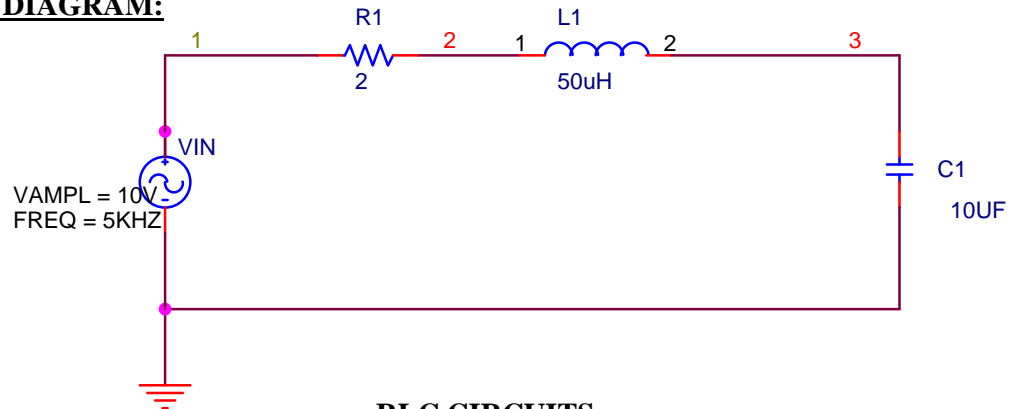 DIAGRAM:
R1
L1
1
2
1
2
3
2
50uH
VIN
C1
VAMPL = 10V
10UF
FREQ = 5KHZ
RLC CIRCUITS